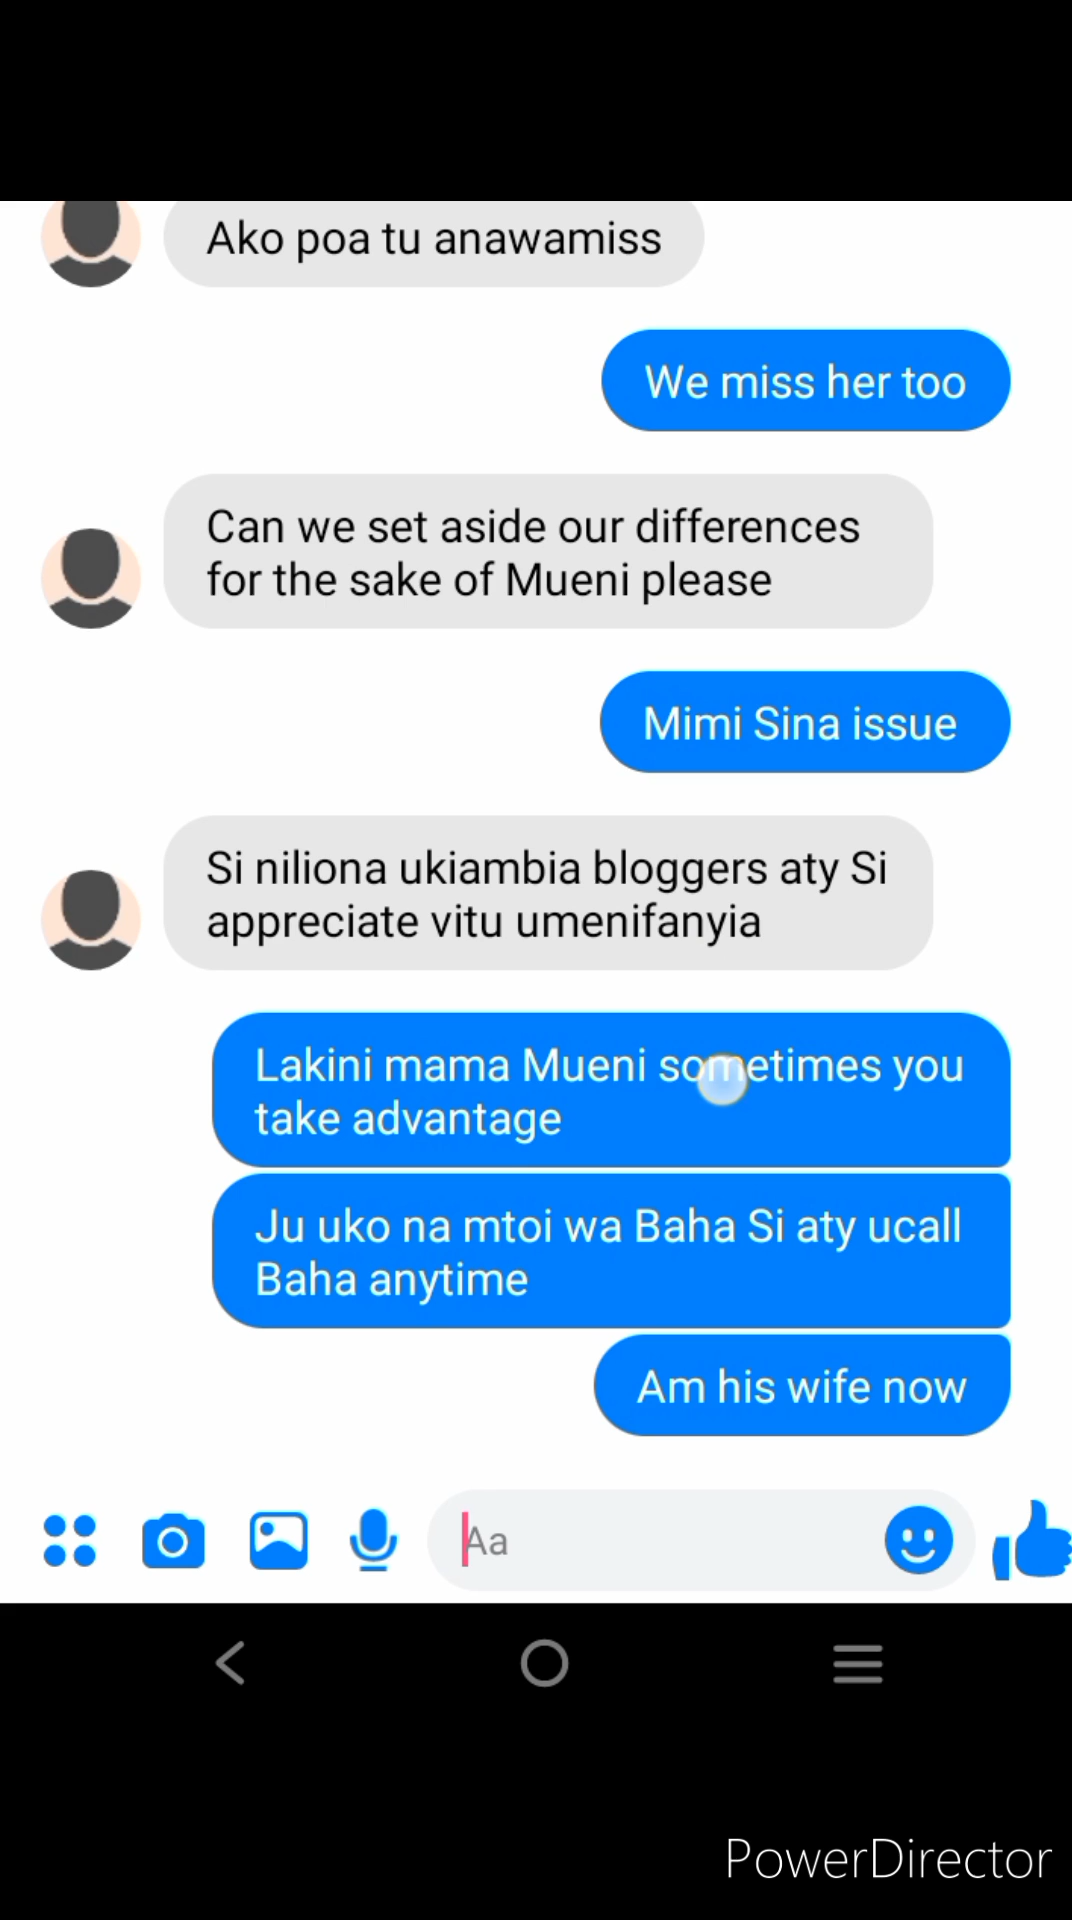 Ako poa tu anawamiss
We miss her too
Can we set aside our differences
for the sake of Mueni please
Mimi Sina issue
Si niliona ukiambia bloggers aty Si
appreciate vitu umenifanyia
Lakini mama Mueni sometimes you
take advantage
Ju uko na mtoi wa Baha Si aty ucall
Baha anytime
Am his wife now
Aa
PowerDirector